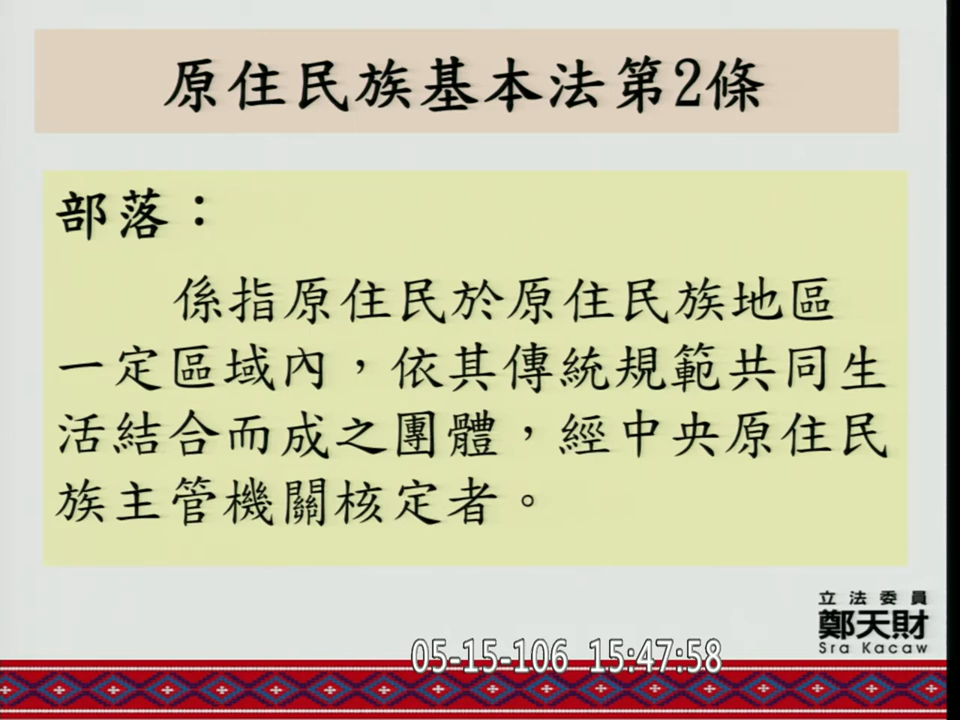 原住民族基本法第2條
部落：
係指原住民於原住民族地區
一定區域內，依其傳統規範共同生
活結合而成之團體，經中央原住民
族主管機關核定者。
立法委員
鄭天財
Sra Kacaw
05-15-106 15:47:58